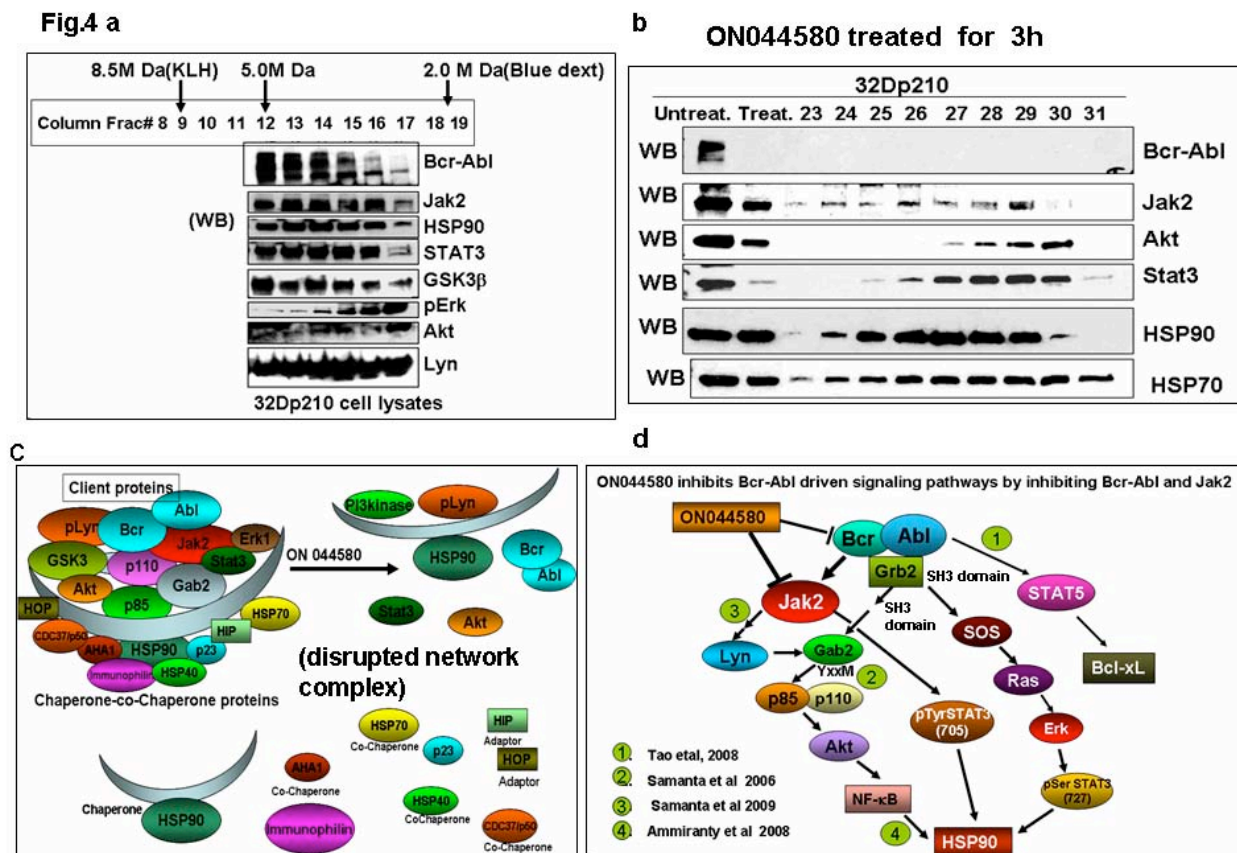 Fig.4 a
8.5M Da(KLH) 5.0M Da 2.0 M Da(Blue dext)
Column Frac# 8 9 10 11 12 13 14 15 16 17 18 19
Bcr-Abl
Jak2
(WB)
HSP90
STAT3
GSK3β
pErk
Akt
Lyn
32Dp210 cell lysates
b
ON044580 treated for 3h
32Dp210
Untreat. Treat. 23 24 25 26 27 28 29 30 31
WB Bcr-Abl
WB Jak2
WB Akt
WB Stat3
WB HSP90
WB HSP70
c
Client proteins
Abl
pLyn
Bcr
Erk1
Jak2
GSK3
p110
Stat3
Akt
Gab2
p85
HOP
HSP70
CDC37/p50
HIP
AHA1
HSP90
p23
Immunophilin
HSP40
Chaperone-co-Chaperone proteins
ON 044580
PI3kinase
pLyn
HSP90
Bcr
Abl
Stat3
Akt
(disrupted network
complex)
HSP70
Co-Chaperone
p23
HIP
Adaptor
HOP
Adaptor
AHA1
Co-Chaperone
HSP40
CoChaperone
Chaperone
HSP90
Immunophilin
CDC37/p50
Co-Chaperone
d
ON044580 inhibits Bcr-Abl driven signaling pathways by inhibiting Bcr-Abl and Jak2
ON044580
Bcr
Abl
1
Grb2
SH3 domain
STAT5
Jak2
3
SH3
domain
SOS
Lyn
Gab2
Bcl-xL
YxxM
2
Ras
p85
p110
pTyrSTAT3
(705)
Erk
Akt
1. Tao etal, 2008
2. Samanta et al 2006
pSer STAT3
(727)
NF-κB
3. Samanta et al 2009
4
4. Ammiranty et al 2008
HSP90